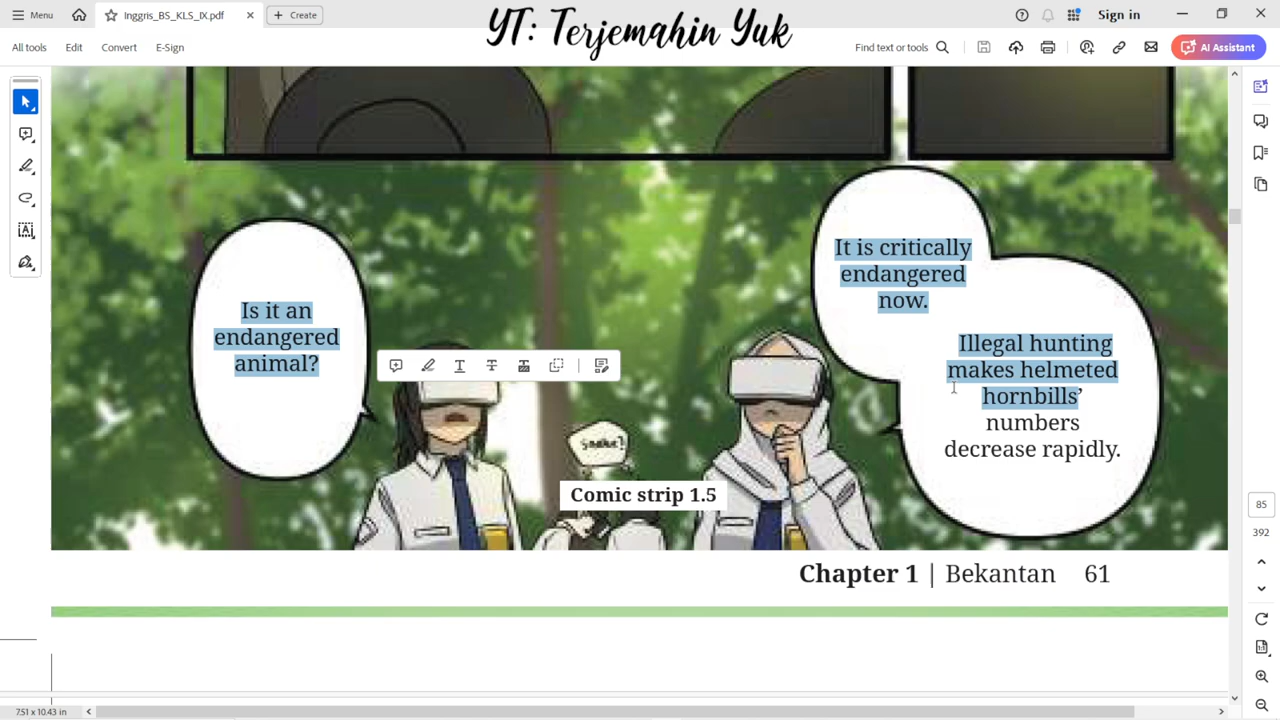 Menu
Inggris_BS_KLS_IX.pdf
Create
YT: Terjemahin Yuk
Sign in
All tools
Edit
Convert
E-Sign
Find text or tools
AI Assistant
It is critically
endangered
now.
Is it an
endangered
animal?
Illegal hunting
makes helmeted
hornbills’
numbers
decrease rapidly.
Comic strip 1.5
Chapter 1 | Bekantan 61
85
392
7.51 x 10.43 in